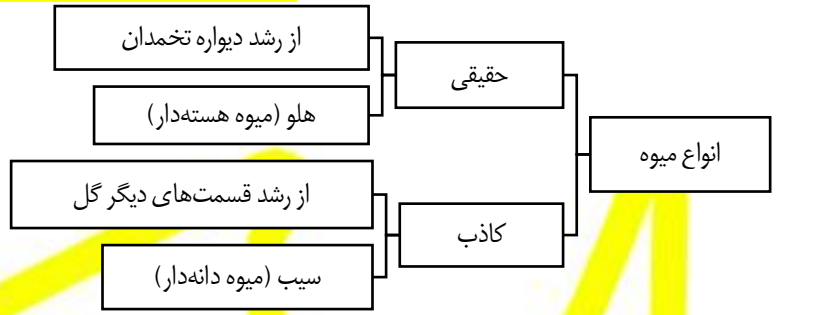 انواع میوه
حقیقی
از رشد دیواره تخمدان
هلو (میوه هسته‌دار)
کاذب
از رشد قسمت‌های دیگر گل
سیب (میوه دانه‌دار)